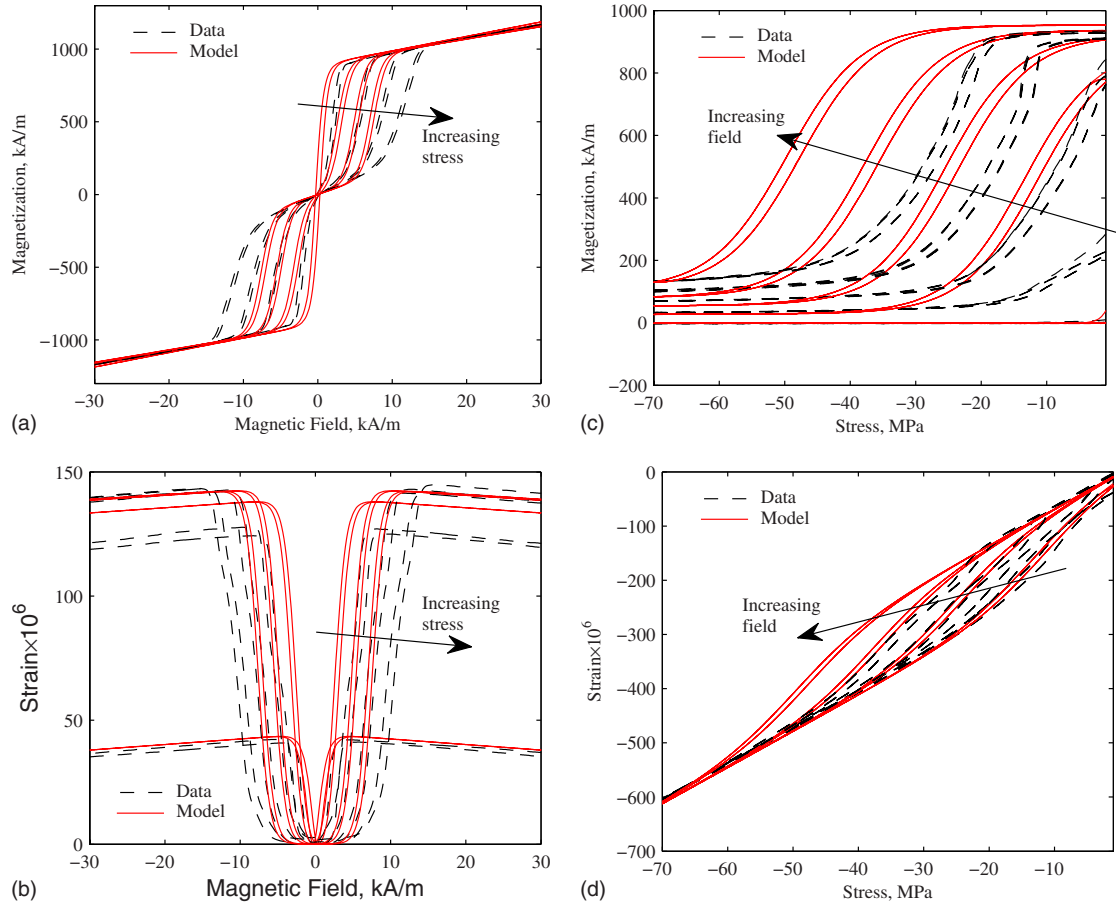 Data
Model
Increasing
stress
Magnetization, kA/m
1000
500
0
−500
−1000
−30
−20
−10
0
10
20
30
Magnetic Field, kA/m
(a)
Data
Model
Increasing
field
Magetization, kA/m
1000
800
600
400
200
0
−200
−70
−60
−50
−40
−30
−20
−10
Stress, MPa
(c)
Increasing
stress
Data
Model
Strain×10⁶
150
100
50
0
−30
−20
−10
0
10
20
30
Magnetic Field, kA/m
(b)
Data
Model
Increasing
field
Strain×10⁶
0
−100
−200
−300
−400
−500
−600
−700
−70
−60
−50
−40
−30
−20
−10
Stress, MPa
(d)